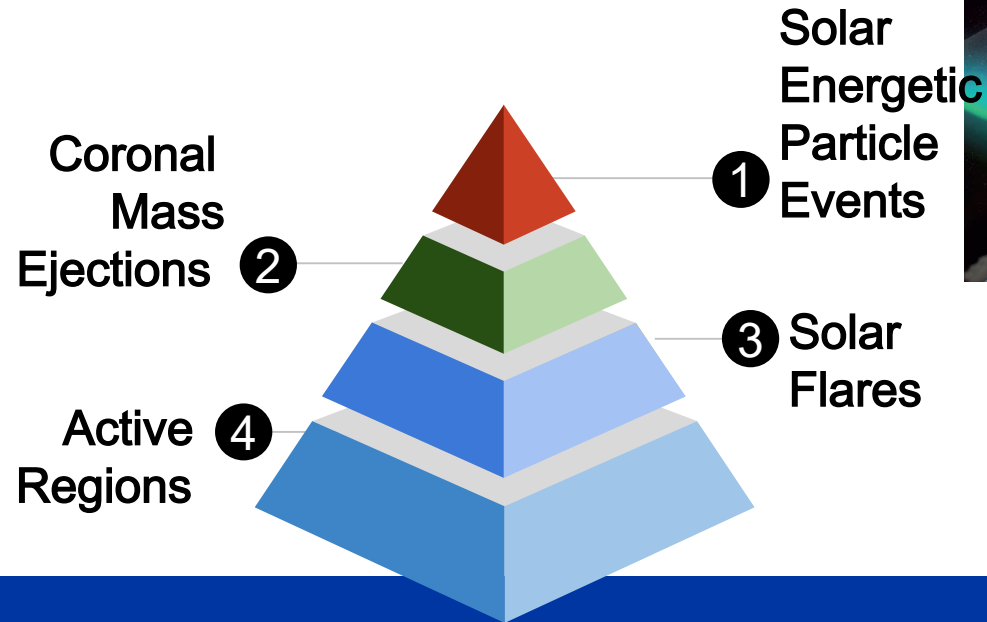 Solar
Energetic
Particle
Events
1
Coronal
Mass
Ejections
2
3
Solar
Flares
Active
Regions
4